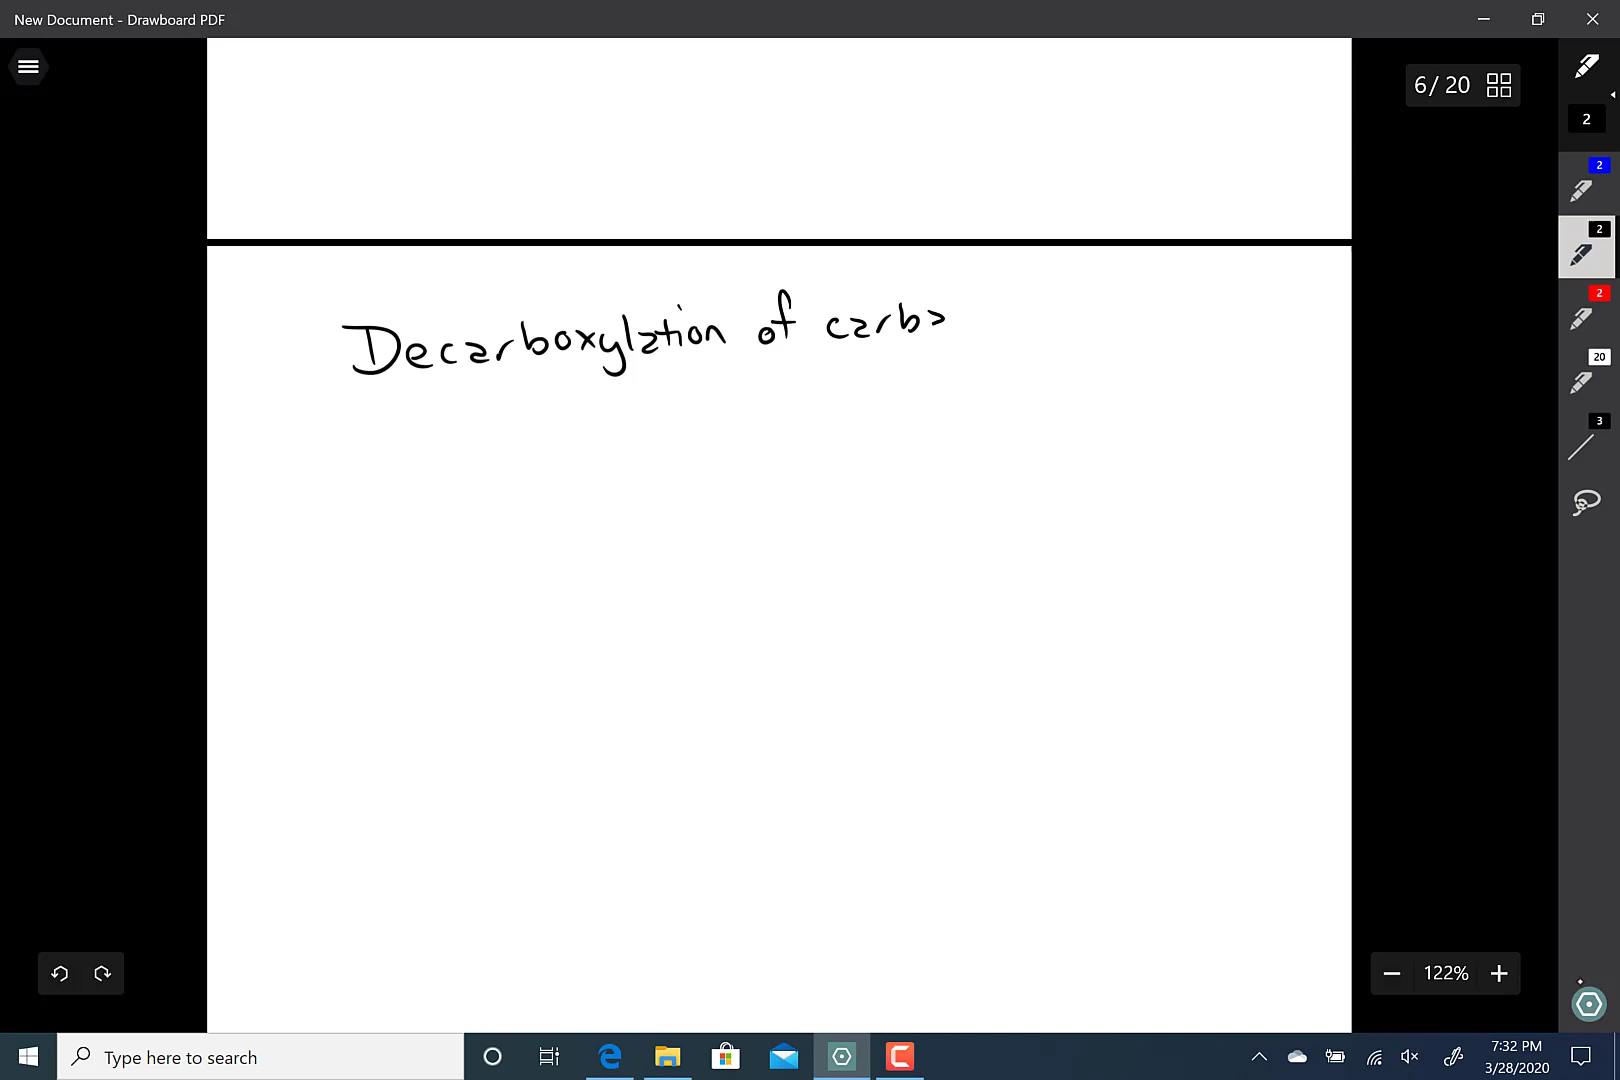 New Document - Drawboard PDF
6 / 20
2
2
2
2
20
3
Decarboxylation of carba
122%
Type here to search
7:32 PM
3/28/2020